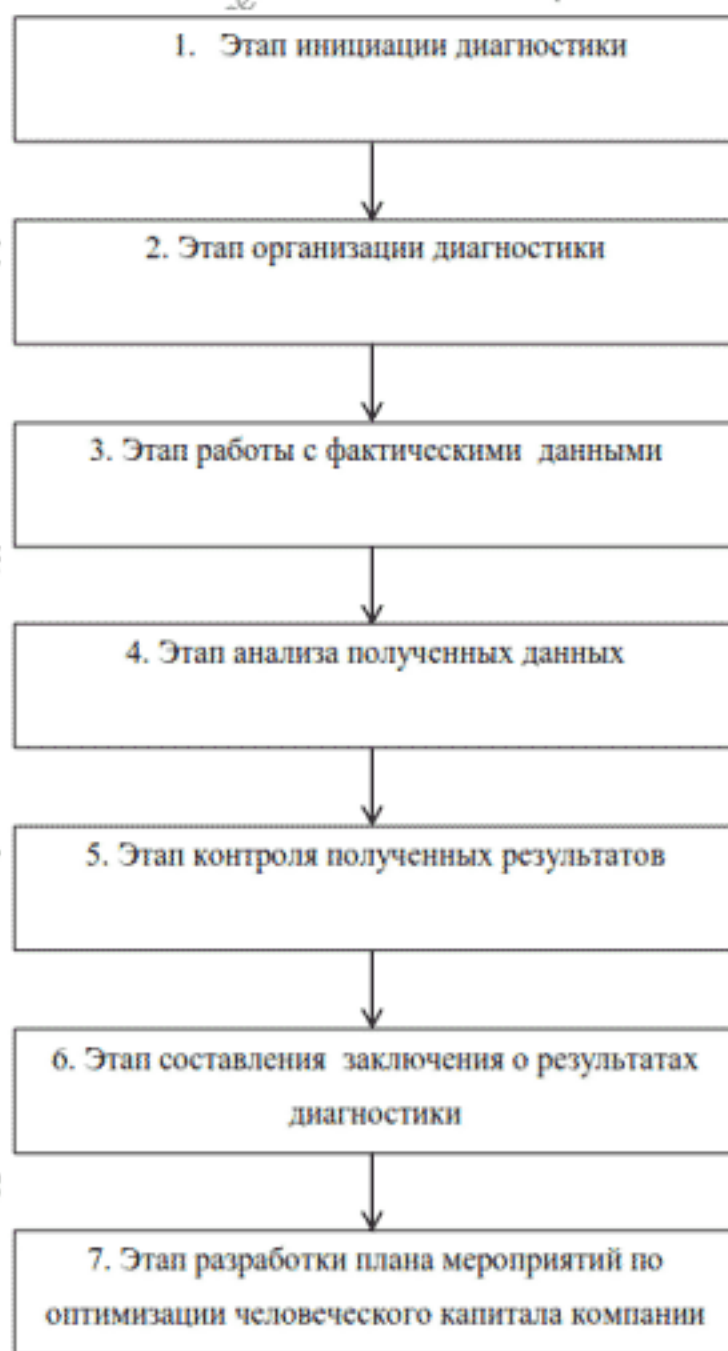 1. Этап инициации диагностики
2. Этап организации диагностики
3. Этап работы с фактическими данными
4. Этап анализа полученных данных
5. Этап контроля полученных результатов
6. Этап составления заключения о результатах
диагностики
7. Этап разработки плана мероприятий по
оптимизации человеческого капитала компании